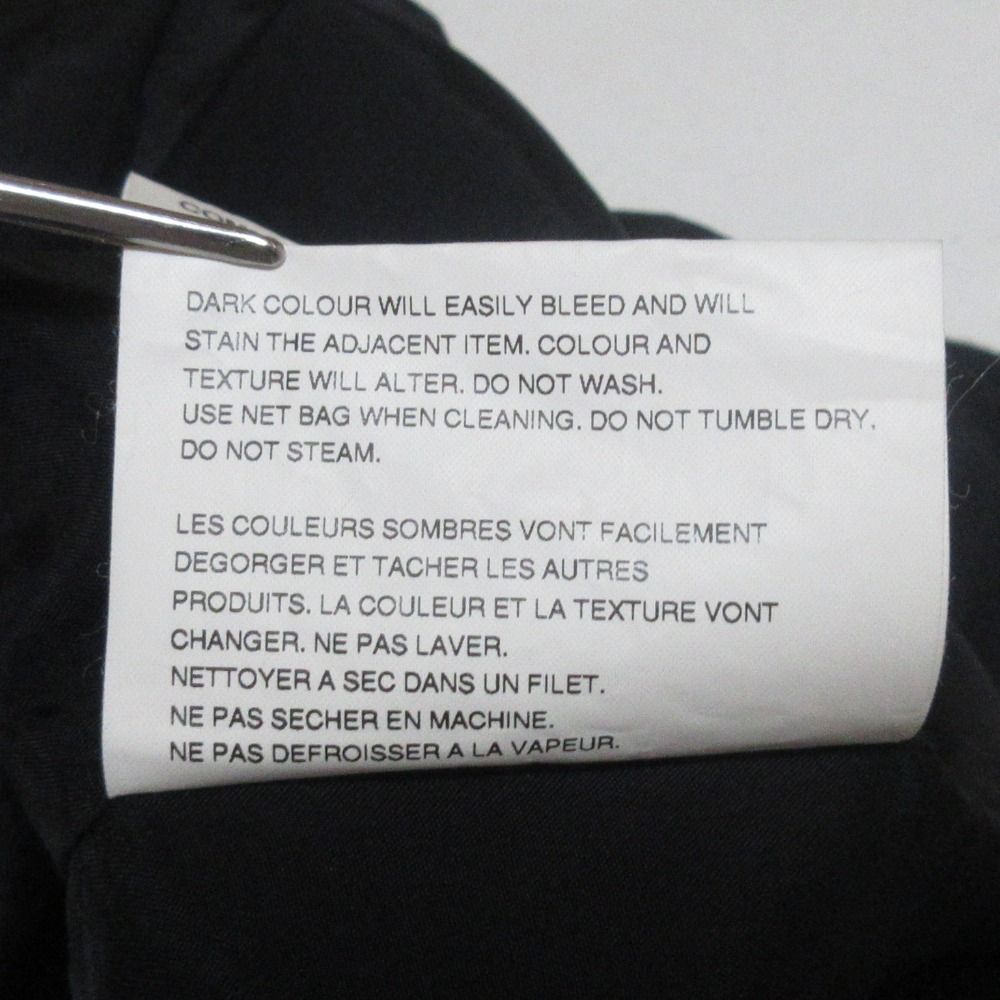 DARK COLOUR WILL EASILY BLEED AND WILL
STAIN THE ADJACENT ITEM. COLOUR AND
TEXTURE WILL ALTER. DO NOT WASH.
USE NET BAG WHEN CLEANING. DO NOT TUMBLE DRY.
DO NOT STEAM.
LES COULEURS SOMBRES VONT FACILEMENT
DEGORGER ET TACHER LES AUTRES
PRODUITS. LA COULEUR ET LA TEXTURE VONT
CHANGER. NE PAS LAVER.
NETTOYER A SEC DANS UN FILET.
NE PAS SECHER EN MACHINE.
NE PAS DEFROISSER A LA VAPEUR.